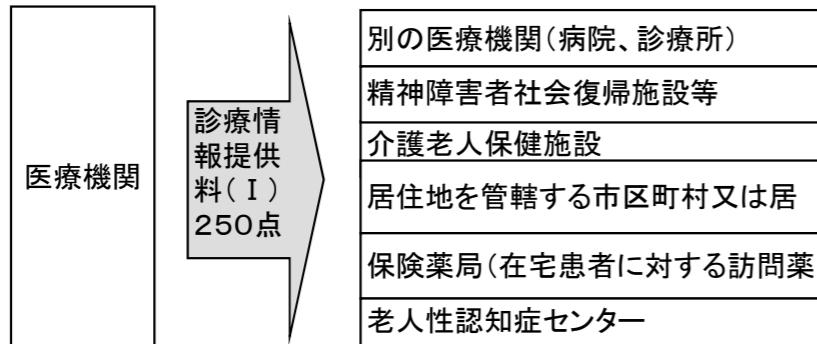 医療機関
診療情
報提供
料(Ⅰ)
250点
別の医療機関(病院、診療所)
精神障害者社会復帰施設等
介護老人保健施設
居住地を管轄する市区町村又は居
保険薬局(在宅患者に対する訪問薬
老人性認知症センター